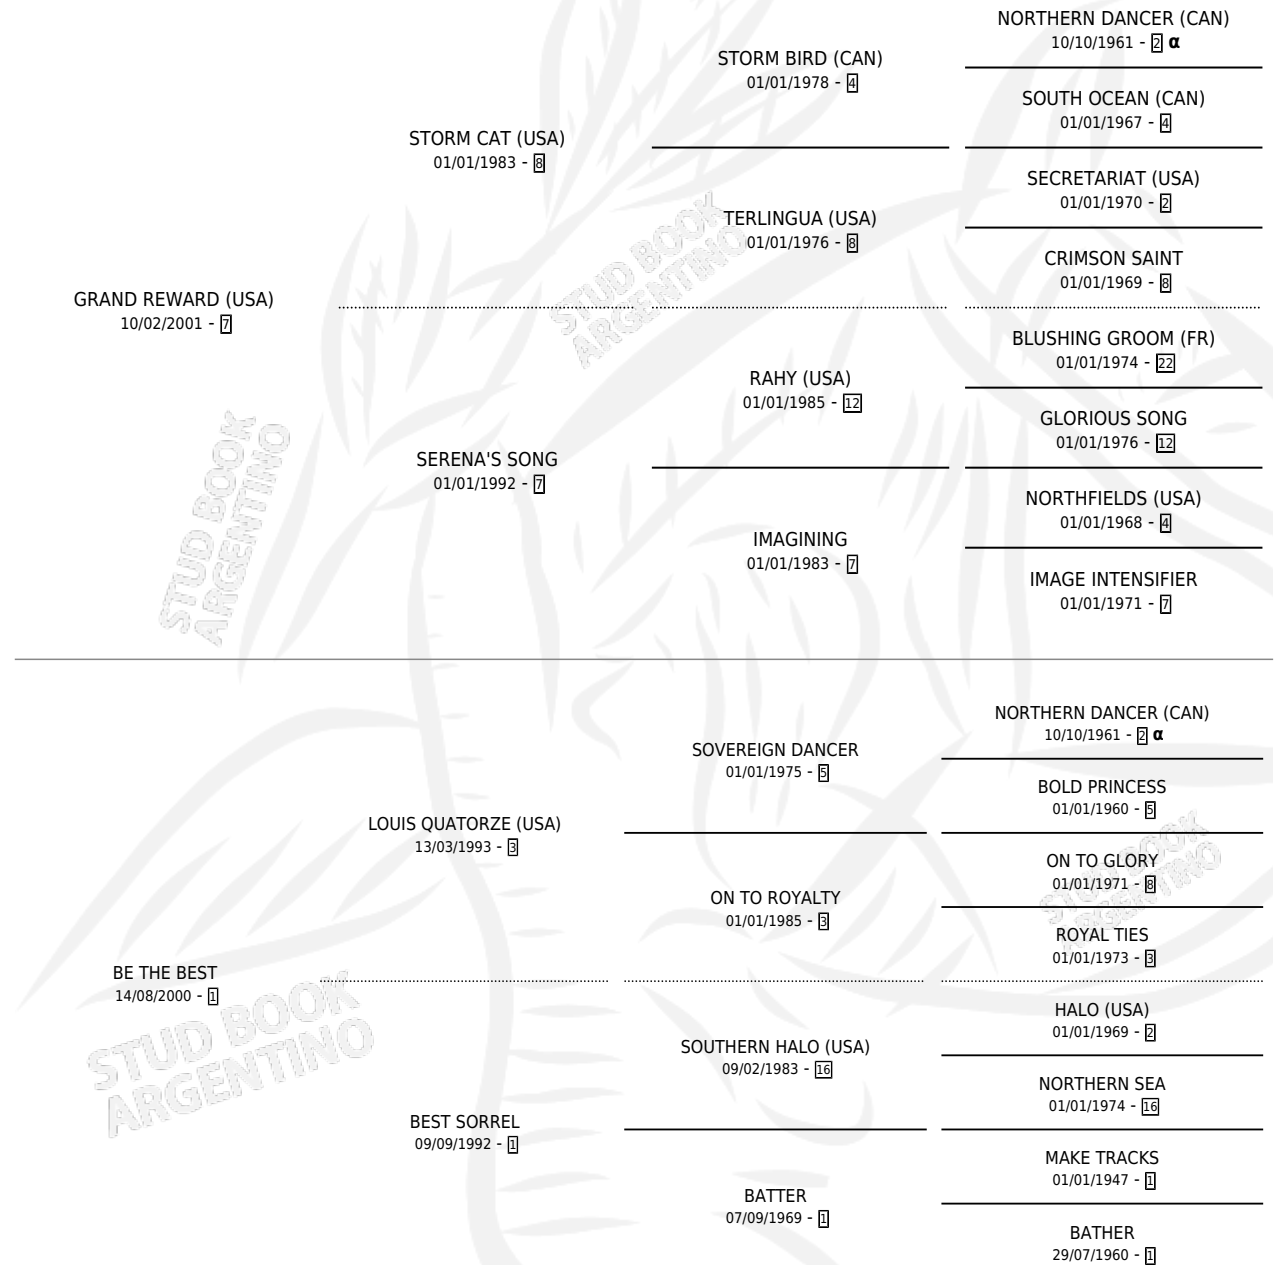 NORTHERN DANCER (CAN)
10/10/1961 - 2 α
STORM BIRD (CAN)
01/01/1978 - 4
SOUTH OCEAN (CAN)
01/01/1967 - 4
STORM CAT (USA)
01/01/1983 - 8
SECRETARIAT (USA)
01/01/1970 - 2
TERLINGUA (USA)
01/01/1976 - 8
CRIMSON SAINT
01/01/1969 - 8
GRAND REWARD (USA)
10/02/2001 - 7
BLUSHING GROOM (FR)
01/01/1974 - 22
RAHY (USA)
01/01/1985 - 12
GLORIOUS SONG
01/01/1976 - 12
SERENA'S SONG
01/01/1992 - 7
NORTHFIELDS (USA)
01/01/1968 - 4
IMAGINING
01/01/1983 - 7
IMAGE INTENSIFIER
01/01/1971 - 7
NORTHERN DANCER (CAN)
10/10/1961 - 2 α
SOVEREIGN DANCER
01/01/1975 - 5
BOLD PRINCESS
01/01/1960 - 5
LOUIS QUATORZE (USA)
13/03/1993 - 3
ON TO GLORY
01/01/1971 - 8
ON TO ROYALTY
01/01/1985 - 3
ROYAL TIES
01/01/1973 - 3
BE THE BEST
14/08/2000 - 1
HALO (USA)
01/01/1969 - 2
SOUTHERN HALO (USA)
09/02/1983 - 16
NORTHERN SEA
01/01/1974 - 16
BEST SORREL
09/09/1992 - 1
MAKE TRACKS
01/01/1947 - 1
BATTER
07/09/1969 - 1
BATHER
29/07/1960 - 1
STUD BOOK
ARGENTINO
STUD BOOK
ARGENTINO
STUD BOOK
ARGENTINO
STUD BOOK
ARGENTINO